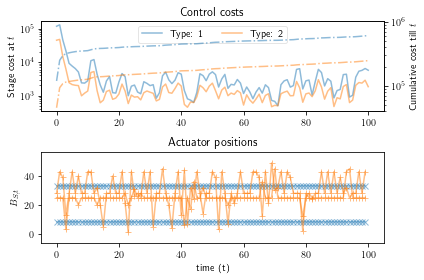 Control costs
Stage cost at t
Cumulative cost till t
10^5
10^4
10^3
10^6
10^5
Type: 1
Type: 2
0 20 40 60 80 100
Actuator positions
40
20
0
0 20 40 60 80 100
time (t)